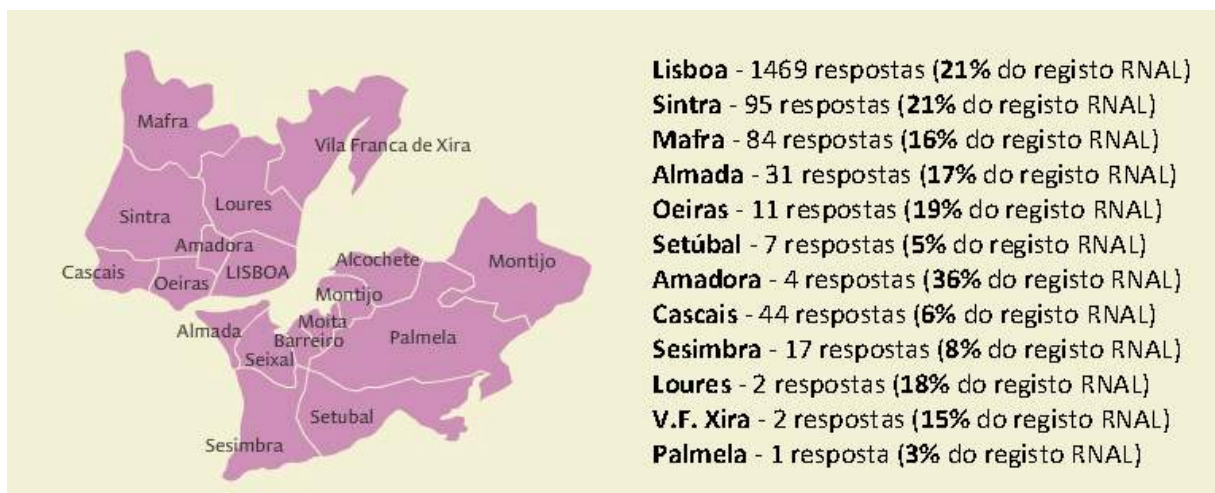 Mafra
Vila Franca de Xira
Loures
Sintra
Amadora
Cascais
Oeiras
LISBOA
Alcochete
Montijo
Montijo
Almada
Moita
Barreiro
Palmela
Seixal
Setubal
Sesimbra
Lisboa - 1469 respostas (21% do registo RNAL)
Sintra - 95 respostas (21% do registo RNAL)
Mafra - 84 respostas (16% do registo RNAL)
Almada - 31 respostas (17% do registo RNAL)
Oeiras - 11 respostas (19% do registo RNAL)
Setúbal - 7 respostas (5% do registo RNAL)
Amadora - 4 respostas (36% do registo RNAL)
Cascais - 44 respostas (6% do registo RNAL)
Sesimbra - 17 respostas (8% do registo RNAL)
Loures - 2 respostas (18% do registo RNAL)
V.F. Xira - 2 respostas (15% do registo RNAL)
Palmela - 1 resposta (3% do registo RNAL)